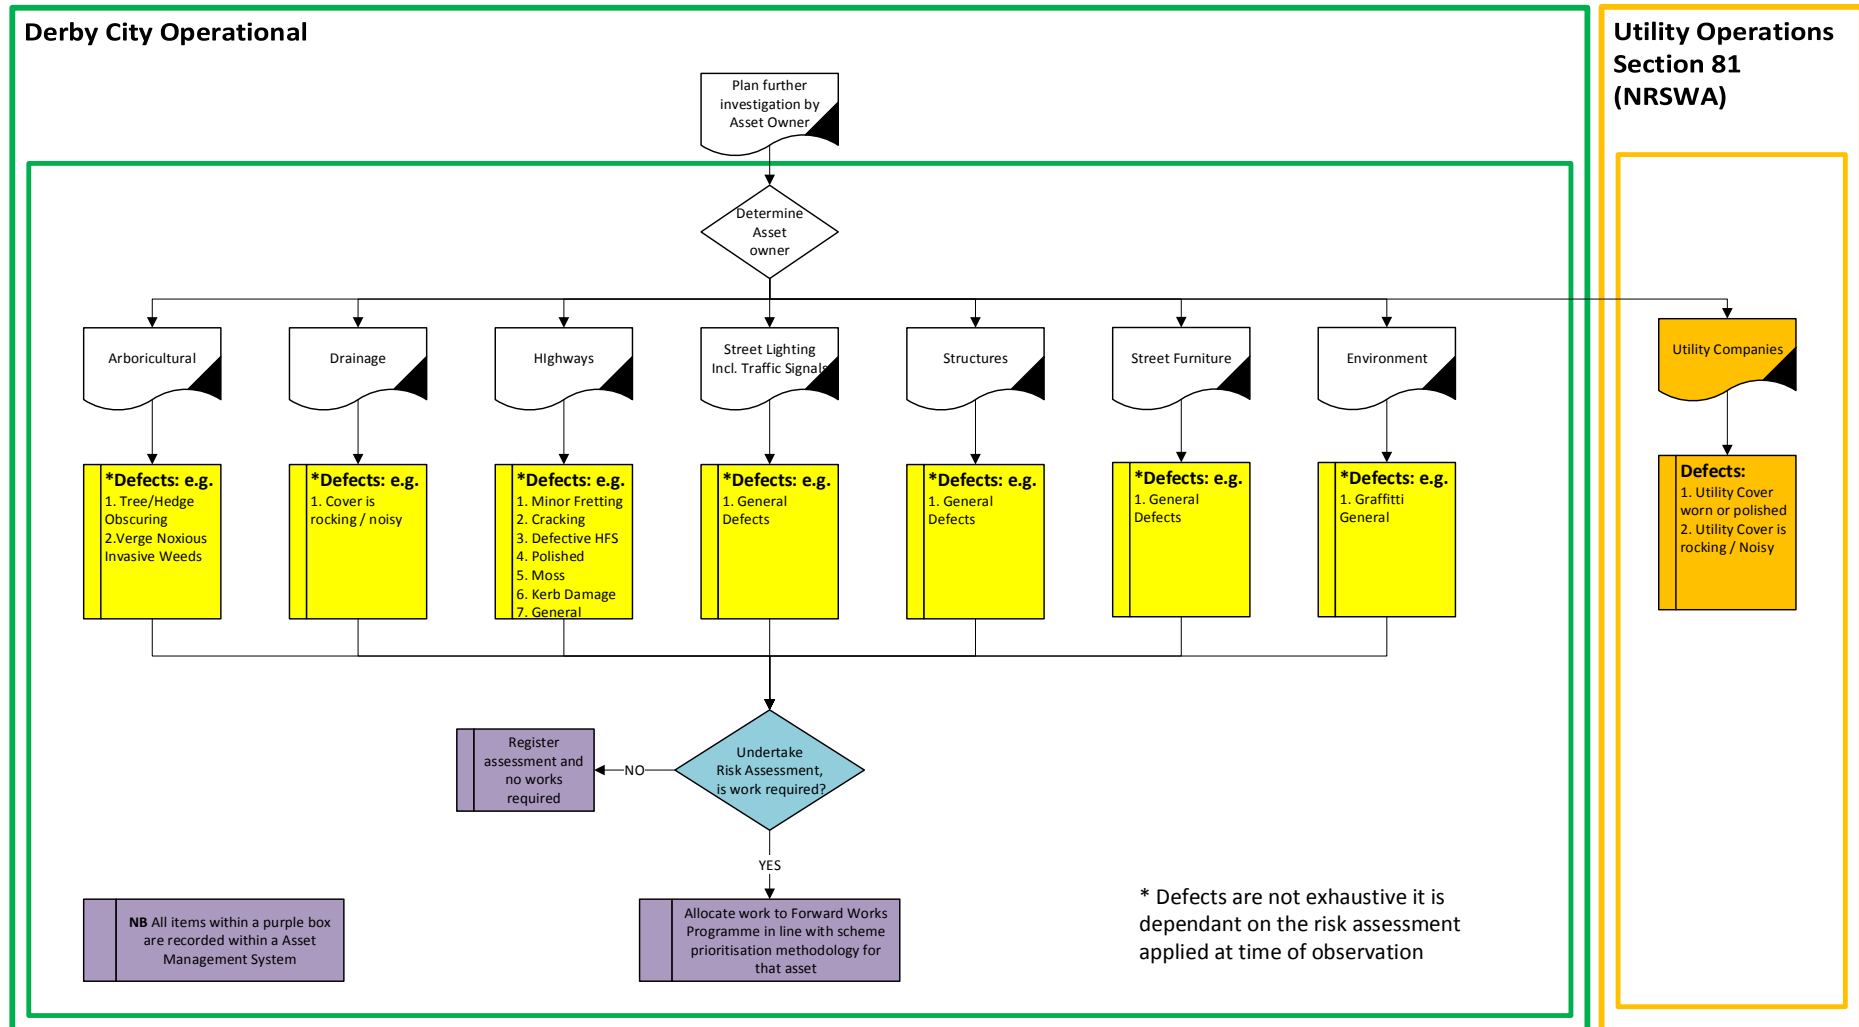 Derby City Operational
Utility Operations
Section 81
(NRSWA)
Plan further
investigation by
Asset Owner
Determine
Asset
owner
Arboricultural
Drainage
HIghways
Street Lighting
Incl. Traffic Signals
Structures
Street Furniture
Environment
Utility Companies
*Defects: e.g.
1. Tree/Hedge
Obscuring
2.Verge Noxious
Invasive Weeds
*Defects: e.g.
1. Cover is
rocking / noisy
*Defects: e.g.
1. Minor Fretting
2. Cracking
3. Defective HFS
4. Polished
5. Moss
6. Kerb Damage
7. General
*Defects: e.g.
1. General
Defects
*Defects: e.g.
1. General
Defects
*Defects: e.g.
1. General
Defects
*Defects: e.g.
1. Graffitti
General
Defects:
1. Utility Cover
worn or polished
2. Utility Cover is
rocking / Noisy
Register
assessment and
no works
required
NO
Undertake
Risk Assessment,
is work required?
YES
NB All items within a purple box
are recorded within a Asset
Management System
Allocate work to Forward Works
Programme in line with scheme
prioritisation methodology for
that asset
* Defects are not exhaustive it is
dependant on the risk assessment
applied at time of observation